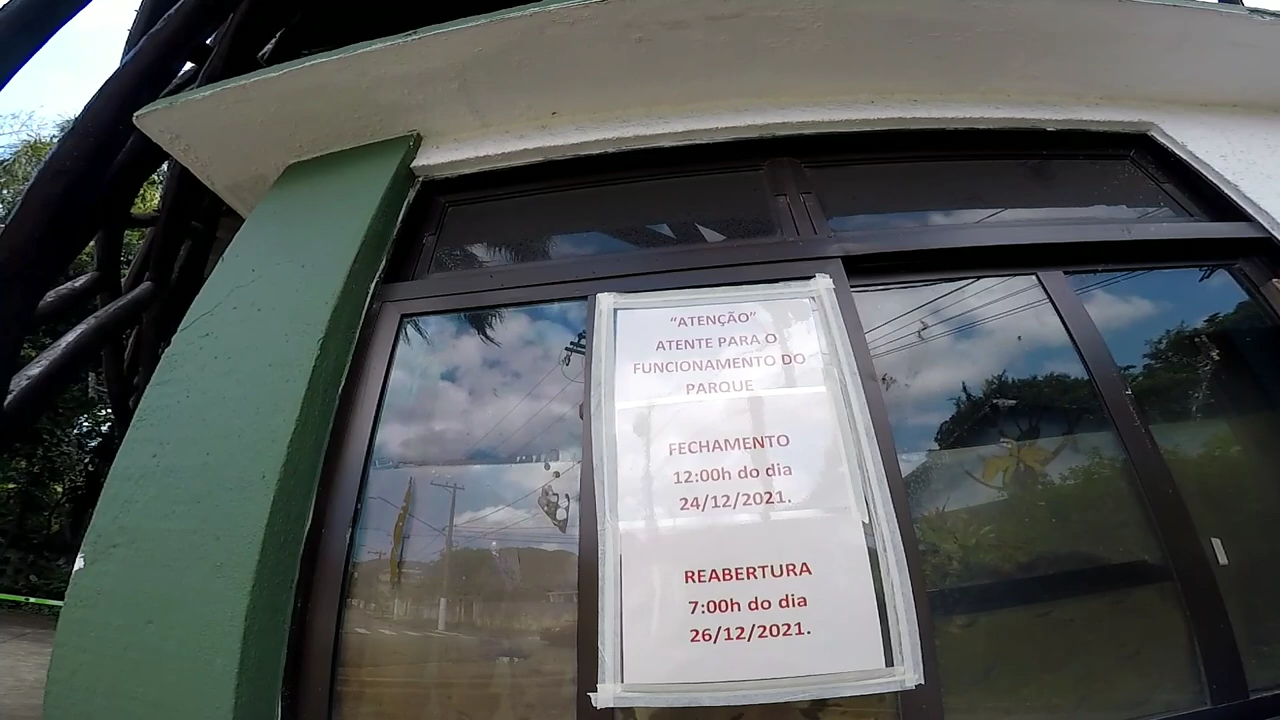 “ATENÇÃO”
ATENTE PARA O
FUNCIONAMENTO DO
PARQUE
FECHAMENTO
12:00h do dia
24/12/2021.
REABERTURA
7:00h do dia
26/12/2021.